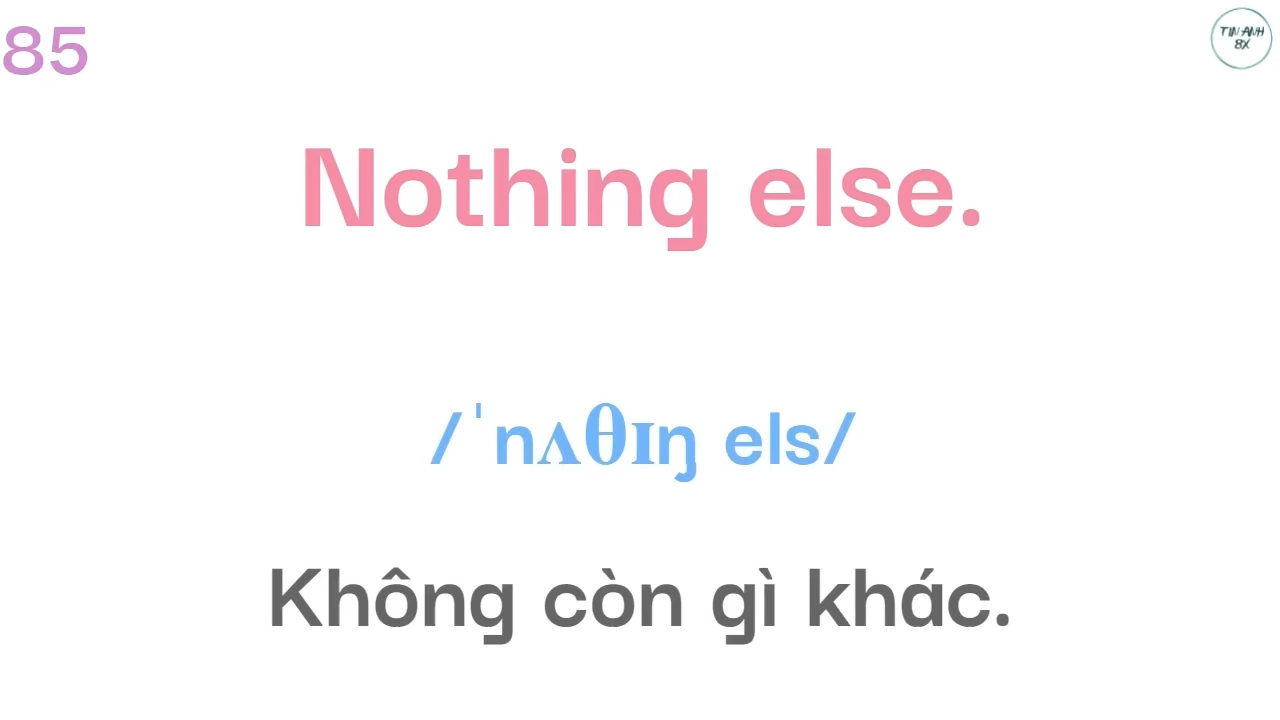 85
TIN ANH
8X
Nothing else.
/ˈnʌθɪŋ els/
Không còn gì khác.